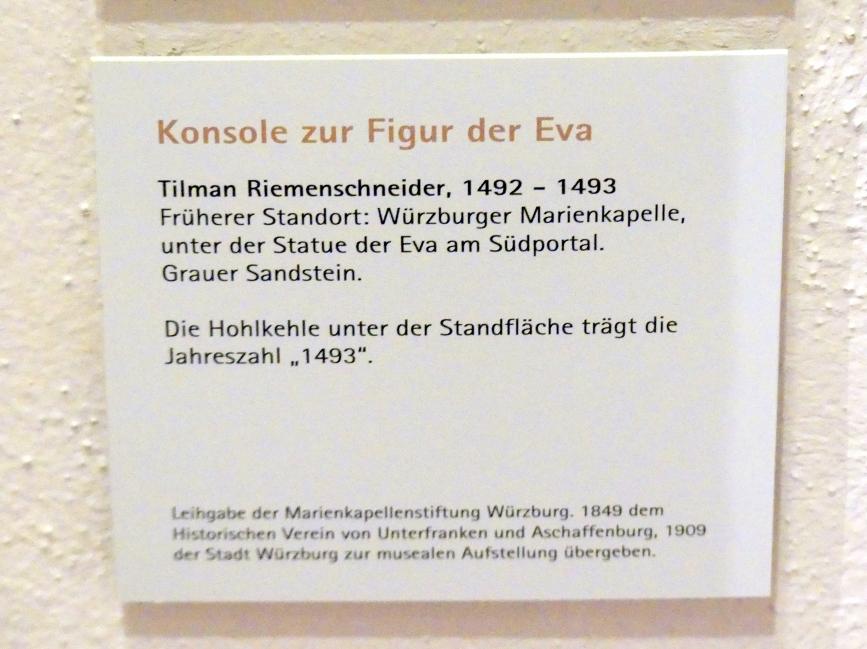 Konsole zur Figur der Eva
Tilman Riemenschneider, 1492 – 1493
Früherer Standort: Würzburger Marienkapelle,
unter der Statue der Eva am Südportal.
Grauer Sandstein.
Die Hohlkehle unter der Standfläche trägt die
Jahreszahl „1493“.
Leihgabe der Marienkapellenstiftung Würzburg. 1849 dem
Historischen Verein von Unterfranken und Aschaffenburg, 1909
der Stadt Würzburg zur musealen Aufstellung übergeben.